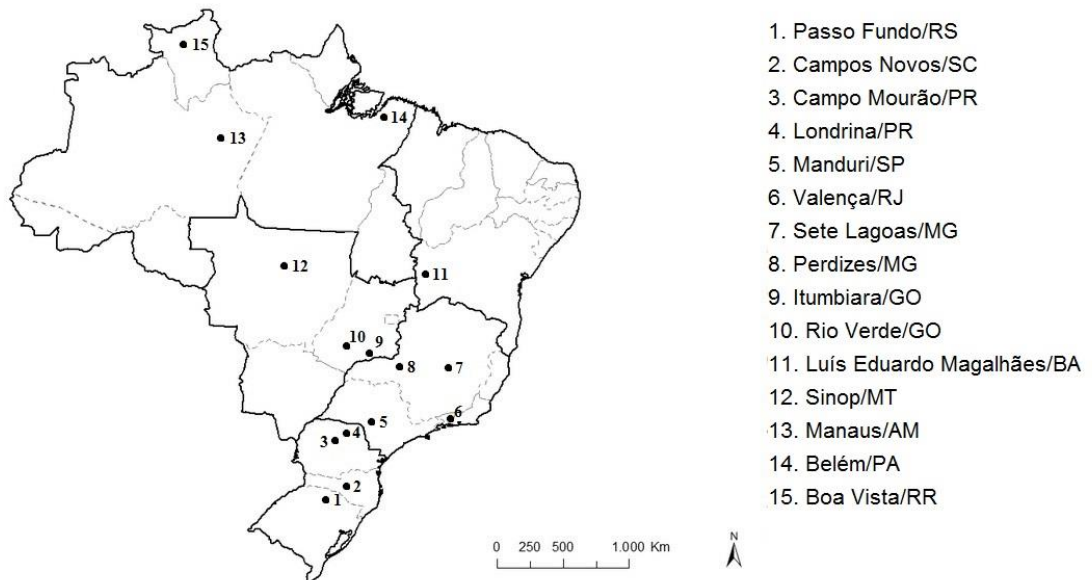 15
14
13
12
11
10
9
8
7
6
5
4
3
2
1
0 250 500 1.000 Km
N
1. Passo Fundo/RS
2. Campos Novos/SC
3. Campo Mourão/PR
4. Londrina/PR
5. Manduri/SP
6. Valença/RJ
7. Sete Lagoas/MG
8. Perdizes/MG
9. Itumbiara/GO
10. Rio Verde/GO
11. Luís Eduardo Magalhães/BA
12. Sinop/MT
13. Manaus/AM
14. Belém/PA
15. Boa Vista/RR